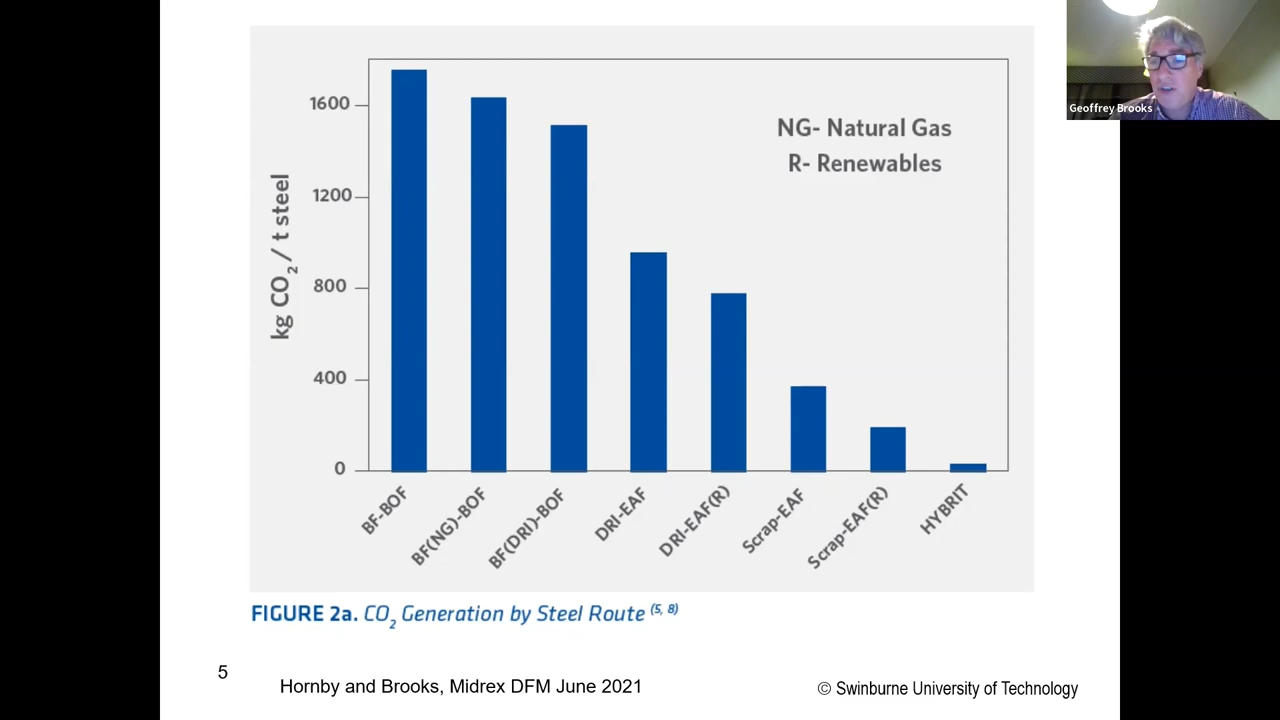 Geoffrey Brooks
NG- Natural Gas
R- Renewables
kg CO2 / t steel
1600
1200
800
400
0
BF-BOF
BF(NG)-BOF
BF(DRI)-BOF
DRI-EAF
DRI-EAF(R)
Scrap-EAF
Scrap-EAF(R)
HYBRIT
FIGURE 2a. CO2 Generation by Steel Route (5, 8)
5
Hornby and Brooks, Midrex DFM June 2021
© Swinburne University of Technology